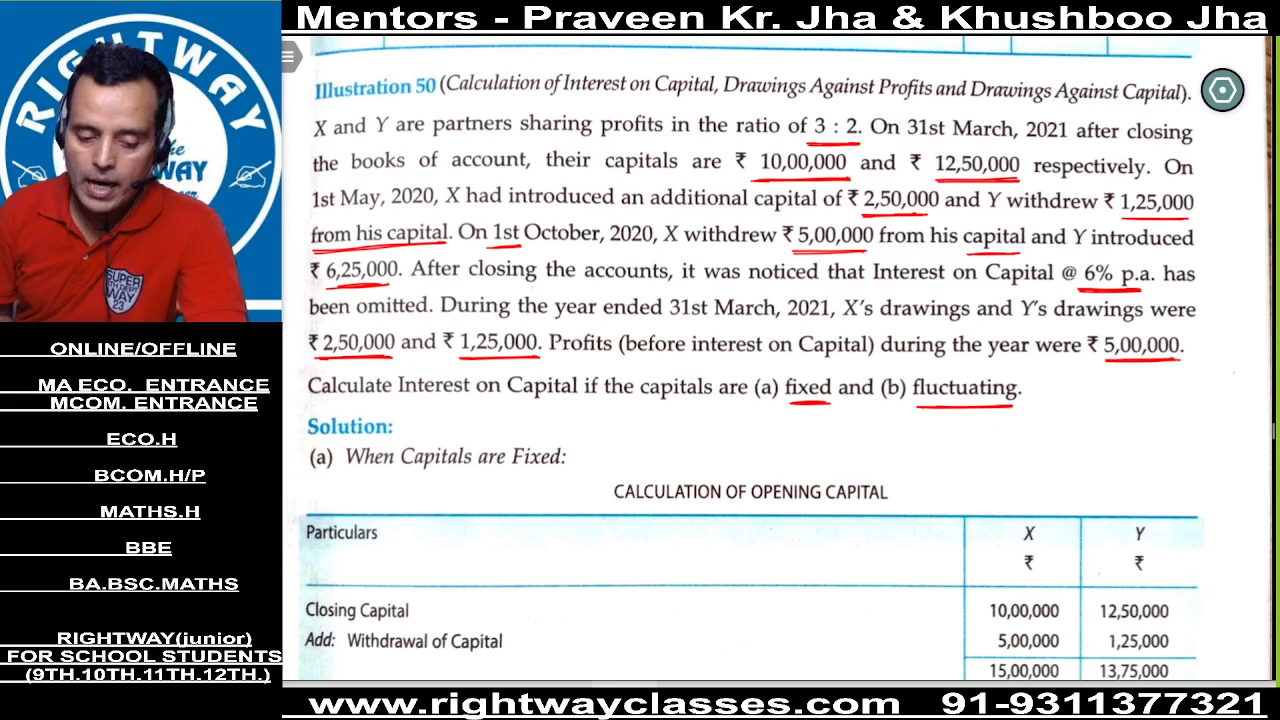 Mentors - Praveen Kr. Jha & Khushboo Jha
RIGHTWAY
the
WAY
SUPER
WAY
23
ONLINE/OFFLINE
MA ECO. ENTRANCE
MCOM. ENTRANCE
ECO.H
BCOM.H/P
MATHS.H
BBE
BA.BSC.MATHS
RIGHTWAY(junior)
FOR SCHOOL STUDENTS
(9TH.10TH.11TH.12TH.)
Illustration 50 (Calculation of Interest on Capital, Drawings Against Profits and Drawings Against Capital).
X and Y are partners sharing profits in the ratio of 3 : 2. On 31st March, 2021 after closing
the books of account, their capitals are ₹ 10,00,000 and ₹ 12,50,000 respectively. On
1st May, 2020, X had introduced an additional capital of ₹ 2,50,000 and Y withdrew ₹ 1,25,000
from his capital. On 1st October, 2020, X withdrew ₹ 5,00,000 from his capital and Y introduced
₹ 6,25,000. After closing the accounts, it was noticed that Interest on Capital @ 6% p.a. has
been omitted. During the year ended 31st March, 2021, X's drawings and Y's drawings were
₹ 2,50,000 and ₹ 1,25,000. Profits (before interest on Capital) during the year were ₹ 5,00,000.
Calculate Interest on Capital if the capitals are (a) fixed and (b) fluctuating.
Solution:
(a) When Capitals are Fixed:
CALCULATION OF OPENING CAPITAL
Particulars X Y
₹ ₹
Closing Capital 10,00,000 12,50,000
Add: Withdrawal of Capital 5,00,000 1,25,000
15,00,000 13,75,000
www.rightwayclasses.com 91-9311377321